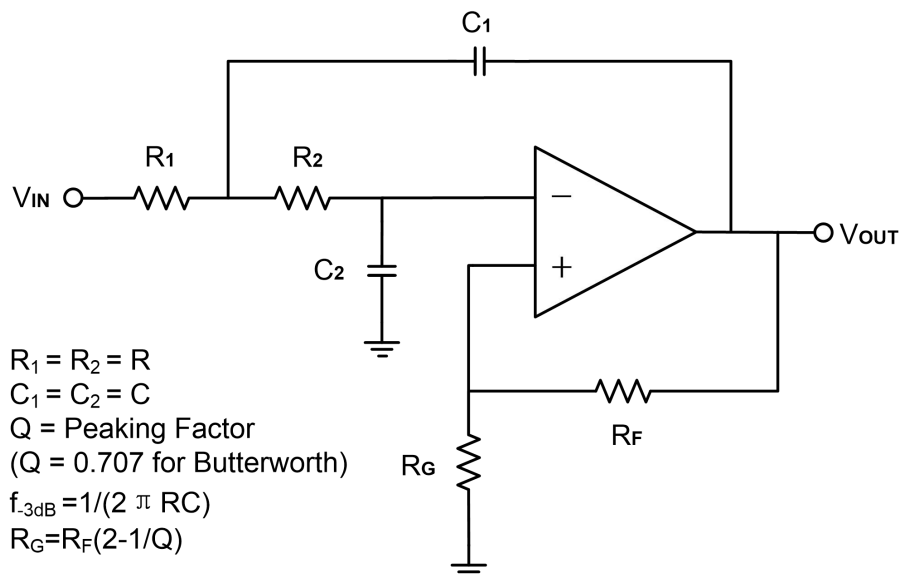 C1
R1
R2
VIN
−
VOUT
+
C2
R1 = R2 = R
C1 = C2 = C
Q = Peaking Factor
(Q = 0.707 for Butterworth)
RF
RG
f-3dB =1/(2 π RC)
RG=RF(2-1/Q)